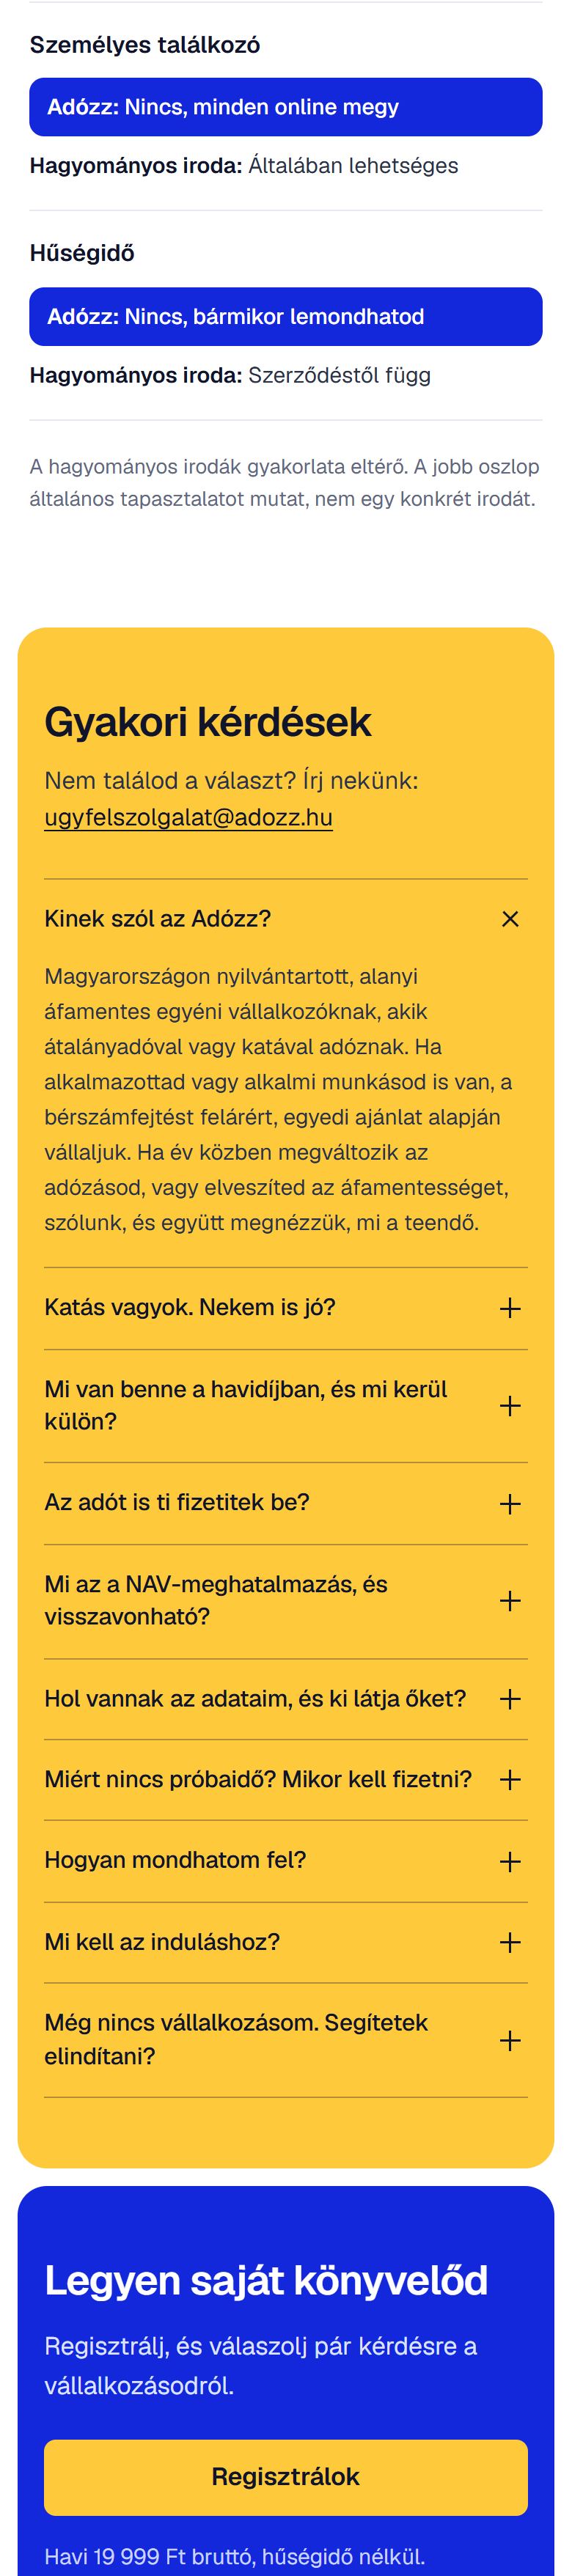 Személyes találkozó
Adózz: Nincs, minden online megy
Hagyományos iroda: Általában lehetséges
Hűségidő
Adózz: Nincs, bármikor lemondhatod
Hagyományos iroda: Szerződéstől függ
A hagyományos irodák gyakorlata eltérő. A jobb oszlop
általános tapasztalatot mutat, nem egy konkrét irodát.
Gyakori kérdések
Nem találod a választ? Írj nekünk:
ugyfelszolgalat@adozz.hu
Kinek szól az Adózz?
Magyarországon nyilvántartott, alanyi
áfamentes egyéni vállalkozóknak, akik
átalányadóval vagy katával adóznak. Ha
alkalmazottad vagy alkalmi munkásod is van, a
bérszámfejtést felárért, egyedi ajánlat alapján
vállaljuk. Ha év közben megváltozik az
adózásod, vagy elveszíted az áfamentességet,
szólunk, és együtt megnézzük, mi a teendő.
Katás vagyok. Nekem is jó?
Mi van benne a havidíjban, és mi kerül
külön?
Az adót is ti fizetitek be?
Mi az a NAV-meghatalmazás, és
visszavonható?
Hol vannak az adataim, és ki látja őket?
Miért nincs próbaidő? Mikor kell fizetni?
Hogyan mondhatom fel?
Mi kell az induláshoz?
Még nincs vállalkozásom. Segítetek
elindítani?
Legyen saját könyvelőd
Regisztrálj, és válaszolj pár kérdésre a
vállalkozásodról.
Regisztrálok
Havi 19 999 Ft bruttó, hűségidő nélkül.